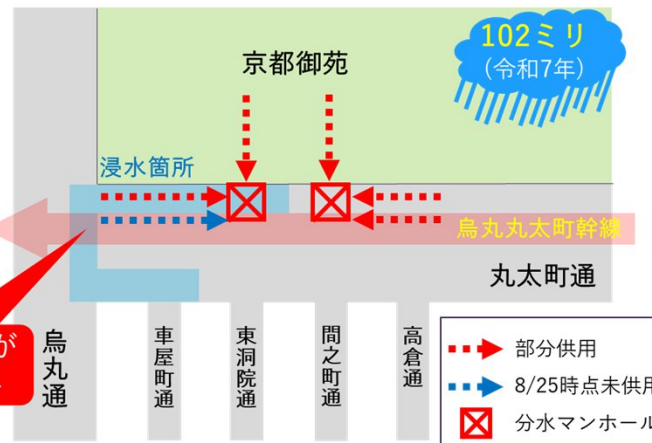 102ミリ
(令和7年)
京都御苑
浸水箇所
烏丸丸太町幹線
丸太町通
が
烏丸通
車屋町通
東洞院通
間之町通
高倉通
部分供用
8/25時点未供用
分水マンホール